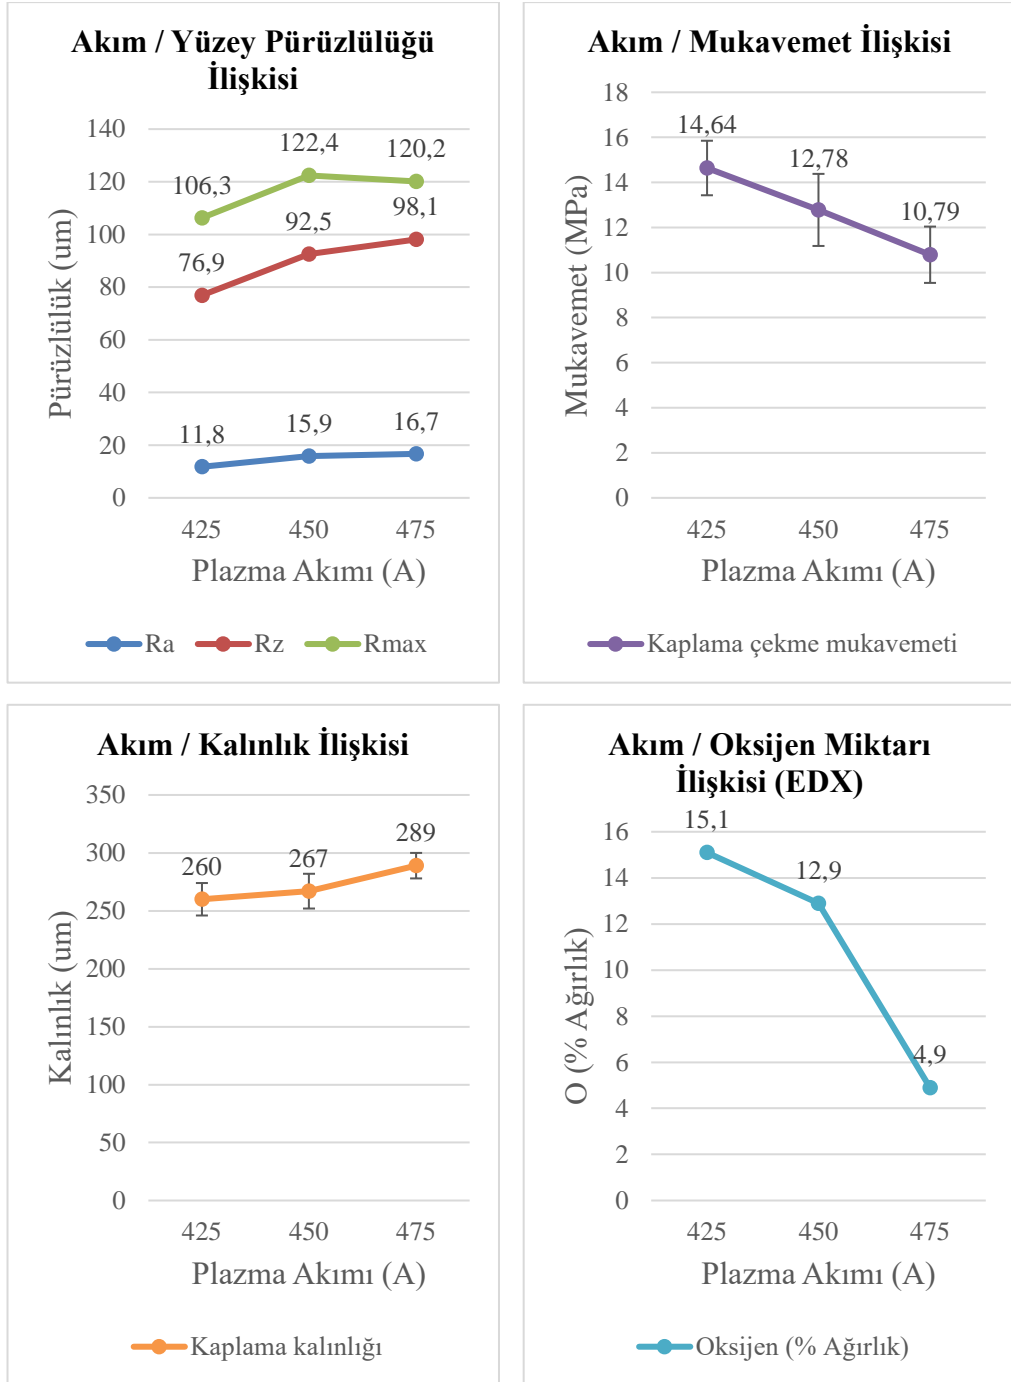 Akım / Yüzey Pürüzlülüğü
İlişkisi
140
120
100
80
60
40
20
0
Pürüzlülük (um)
106,3
122,4
120,2
76,9
92,5
98,1
11,8
15,9
16,7
425 450 475
Plazma Akımı (A)
Ra Rz Rmax
Akım / Mukavemet İlişkisi
18
16
14
12
10
8
6
4
2
0
Mukavemet (MPa)
14,64
12,78
10,79
425 450 475
Plazma Akımı (A)
Kaplama çekme mukavemeti
Akım / Kalınlık İlişkisi
350
300
250
200
150
100
50
0
Kalınlık (um)
260
267
289
425 450 475
Plazma Akımı (A)
Kaplama kalınlığı
Akım / Oksijen Miktarı
İlişkisi (EDX)
16
14
12
10
8
6
4
2
0
O (% Ağırlık)
15,1
12,9
4,9
425 450 475
Plazma Akımı (A)
Oksijen (% Ağırlık)